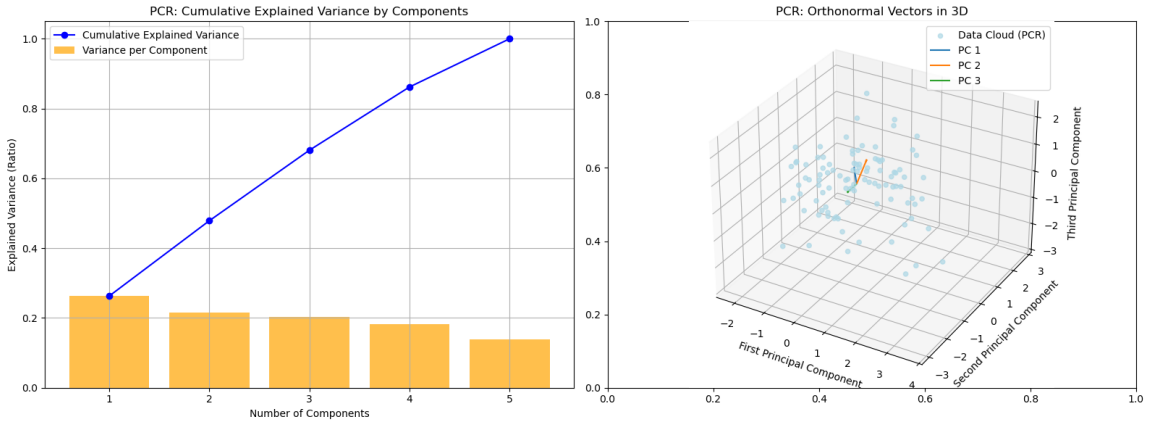 PCR: Cumulative Explained Variance by Components
Cumulative Explained Variance
Variance per Component
Explained Variance (Ratio)
1.0
0.8
0.6
0.4
0.2
0.0
1 2 3 4 5
Number of Components
PCR: Orthonormal Vectors in 3D
Data Cloud (PCR)
PC 1
PC 2
PC 3
1.0
0.8
0.6
0.4
0.2
0.0
0.0 0.2 0.4 0.6 0.8 1.0
−2 −1 0 1 2 3 4
First Principal Component
−3 −2 −1 0 1 2 3
Second Principal Component
2
1
0
−1
−2
−3
Third Principal Component